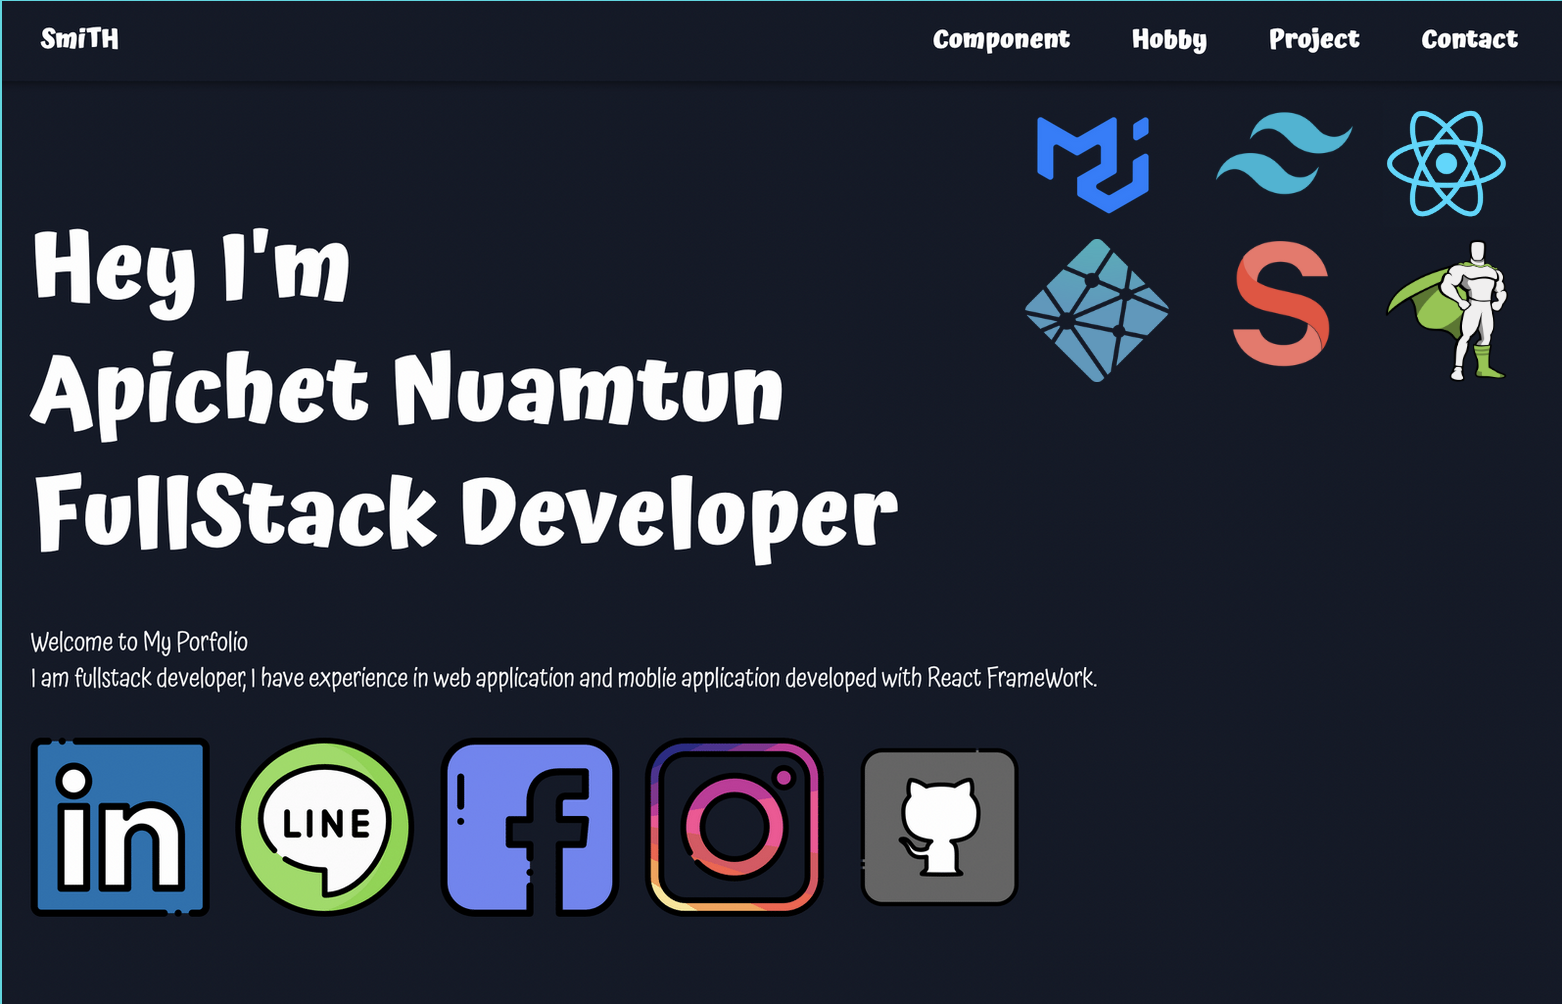 SmiTH
Component
Hobby
Project
Contact
Hey I'm
Apichet Nuamtun
FullStack Developer
Welcome to My Porfolio
I am fullstack developer, I have experience in web application and moblie application developed with React FrameWork.
in
LINE